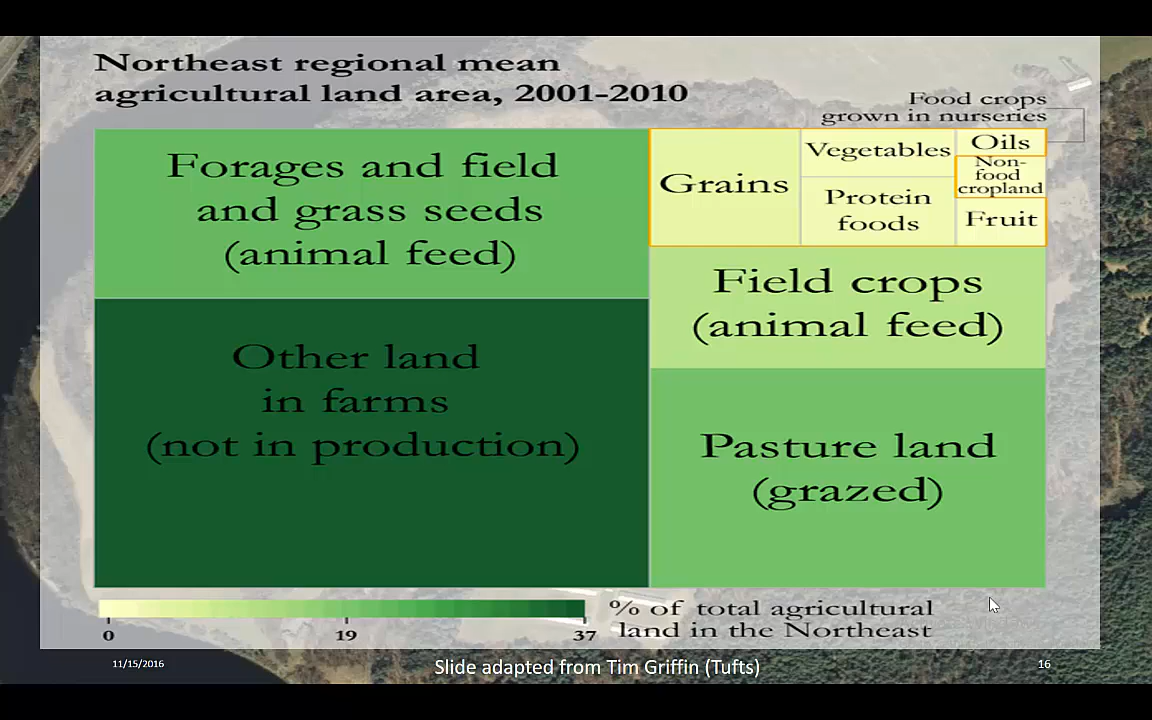 Northeast regional mean
agricultural land area, 2001-2010
Food crops
grown in nurseries
Forages and field
and grass seeds
(animal feed)
Grains
Vegetables
Protein
foods
Oils
Non-
food
cropland
Fruit
Field crops
(animal feed)
Other land
in farms
(not in production)
Pasture land
(grazed)
0
19
37
% of total agricultural
land in the Northeast
11/15/2016
Slide adapted from Tim Griffin (Tufts)
16